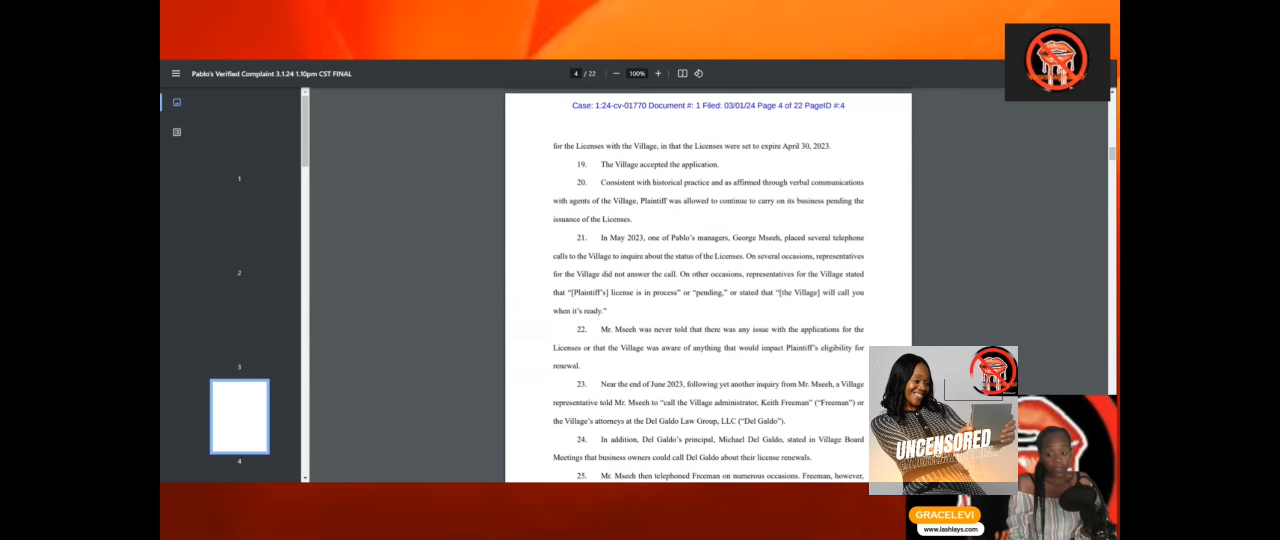 Pablo's Verified Complaint 3.1.24 1.10pm CST FINAL
4 / 22
100%
Case: 1:24-cv-01770 Document #: 1 Filed: 03/01/24 Page 4 of 22 PageID #:4
for the Licenses with the Village, in that the Licenses were set to expire April 30, 2023.
19. The Village accepted the application.
20. Consistent with historical practice and as affirmed through verbal communications
with agents of the Village, Plaintiff was allowed to continue to carry on its business pending the
issuance of the Licenses.
21. In May 2023, one of Pablo's managers, George Mseeh, placed several telephone
calls to the Village to inquire about the status of the Licenses. On several occasions, representatives
for the Village did not answer the call. On other occasions, representatives for the Village stated
that "[Plaintiff's] license is in process" or "pending," or stated that "[the Village] will call you
when it's ready."
22. Mr. Mseeh was never told that there was any issue with the applications for the
Licenses or that the Village was aware of anything that would impact Plaintiff's eligibility for
renewal.
23. Near the end of June 2023, following yet another inquiry from Mr. Mseeh, a Village
representative told Mr. Mseeh to "call the Village administrator, Keith Freeman" ("Freeman") or
the Village's attorneys at the Del Galdo Law Group, LLC ("Del Galdo").
24. In addition, Del Galdo's principal, Michael Del Galdo, stated in Village Board
Meetings that business owners could call Del Galdo about their license renewals.
25. Mr. Mseeh then telephoned Freeman on numerous occasions. Freeman, however,
1
2
3
4
UNCENSORED
GRACELEVI
www.lashlays.com